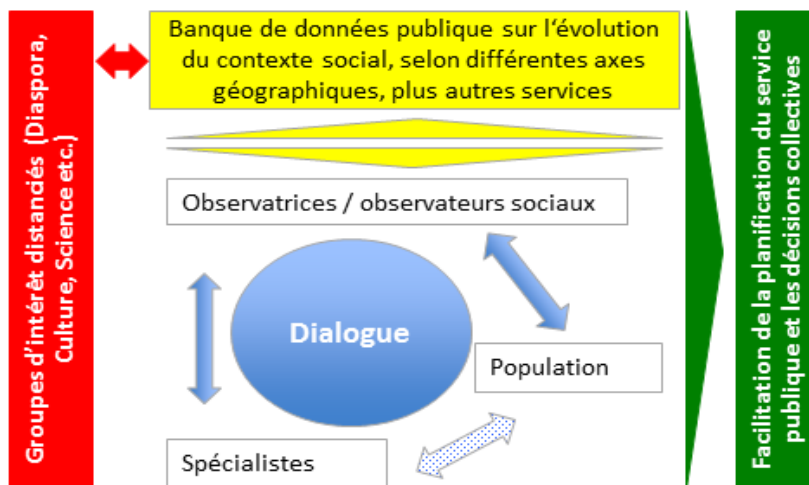 Groupes d'intérêt distandés (Diaspora,
Culture, Science etc.)
Banque de données publique sur l'évolution
du contexte social, selon différentes axes
géographiques, plus autres services
Observatrices / observateurs sociaux
Dialogue
Population
Spécialistes
Facilitation de la planification du service
publique et les décisions collectives